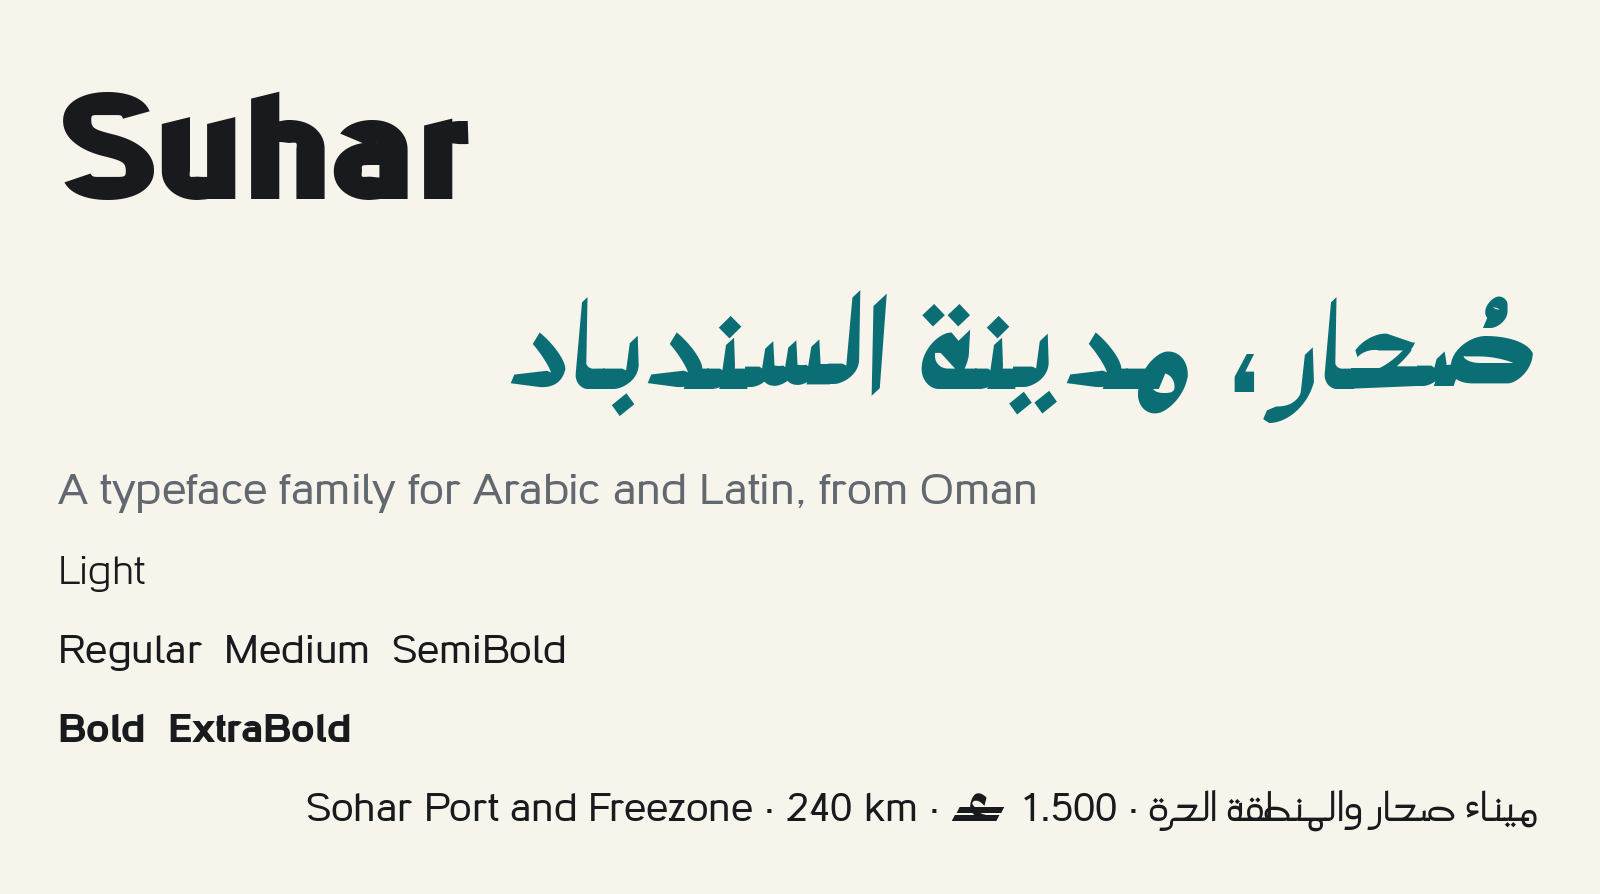 Suhar
صُحار، مدينة السندباد
A typeface family for Arabic and Latin, from Oman
Light
Regular Medium SemiBold
Bold ExtraBold
ميناء صحار والمنطقة الحرة · 1.500 · Sohar Port and Freezone · 240 km